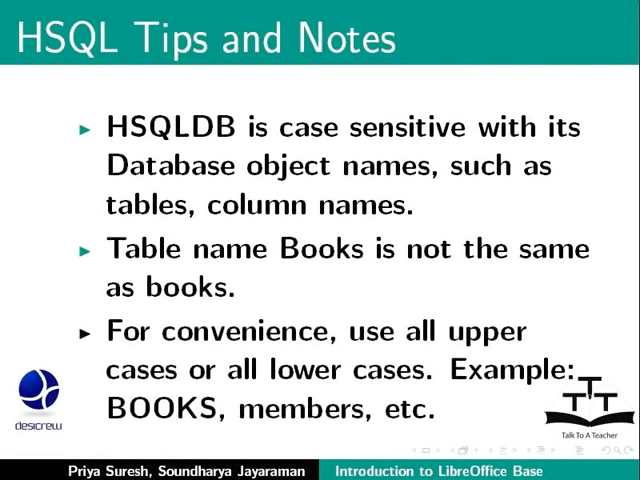 HSQL Tips and Notes
HSQLDB is case sensitive with its
Database object names, such as
tables, column names.
Table name Books is not the same
as books.
For convenience, use all upper
cases or all lower cases. Example:
BOOKS, members, etc.
desicrew
TTT
Talk To A Teacher
Priya Suresh, Soundharya Jayaraman
Introduction to LibreOffice Base